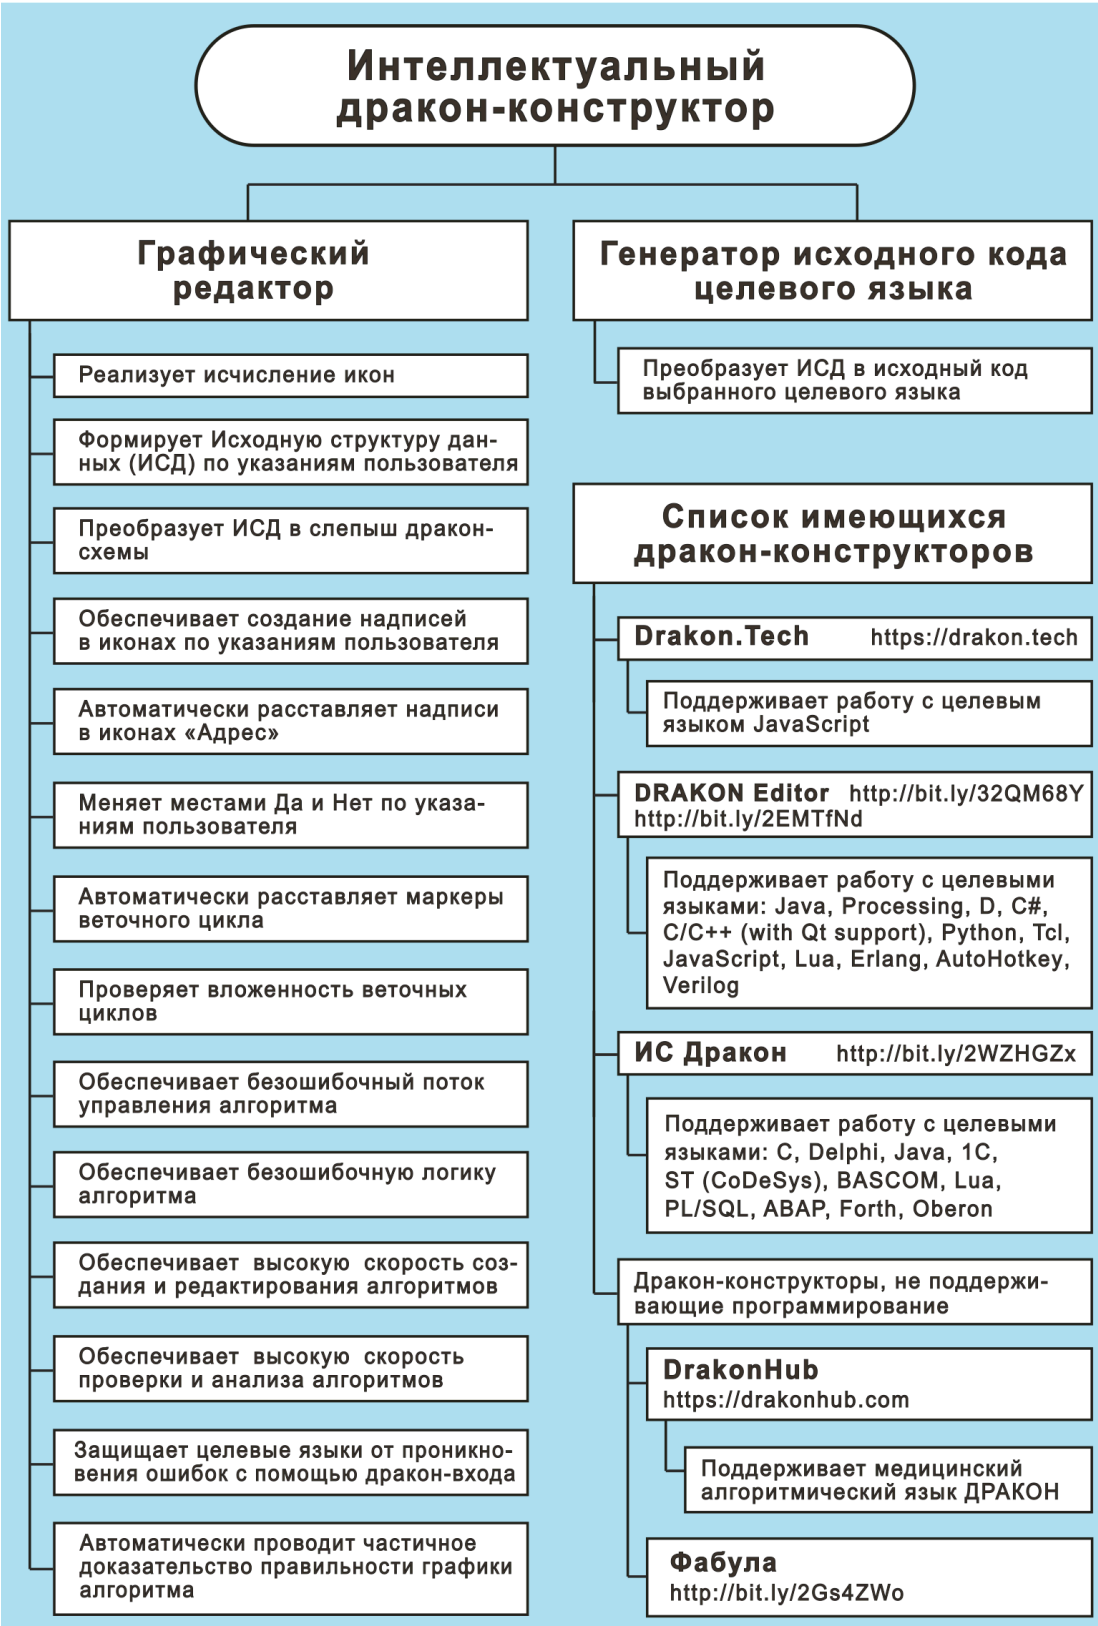 Интеллектуальный
дракон-конструктор
Графический
редактор
Реализует исчисление икон
Формирует Исходную структуру дан-
ных (ИСД) по указаниям пользователя
Преобразует ИСД в слепыш дракон-
схемы
Обеспечивает создание надписей
в иконах по указаниям пользователя
Автоматически расставляет надписи
в иконах «Адрес»
Меняет местами Да и Нет по указа-
ниям пользователя
Автоматически расставляет маркеры
веточного цикла
Проверяет вложенность веточных
циклов
Обеспечивает безошибочный поток
управления алгоритма
Обеспечивает безошибочную логику
алгоритма
Обеспечивает высокую скорость соз-
дания и редактирования алгоритмов
Обеспечивает высокую скорость
проверки и анализа алгоритмов
Защищает целевые языки от проникно-
вения ошибок с помощью дракон-входа
Автоматически проводит частичное
доказательство правильности графики
алгоритма
Генератор исходного кода
целевого языка
Преобразует ИСД в исходный код
выбранного целевого языка
Список имеющихся
дракон-конструкторов
Drakon.Tech https://drakon.tech
Поддерживает работу с целевым
языком JavaScript
DRAKON Editor http://bit.ly/32QM68Y
http://bit.ly/2EMTfNd
Поддерживает работу с целевыми
языками: Java, Processing, D, C#,
C/C++ (with Qt support), Python, Tcl,
JavaScript, Lua, Erlang, AutoHotkey,
Verilog
ИС Дракон http://bit.ly/2WZHGZx
Поддерживает работу с целевыми
языками: C, Delphi, Java, 1C,
ST (CoDeSys), BASCOM, Lua,
PL/SQL, ABAP, Forth, Oberon
Дракон-конструкторы, не поддержи-
вающие программирование
DrakonHub
https://drakonhub.com
Поддерживает медицинский
алгоритмический язык ДРАКОН
Фабула
http://bit.ly/2Gs4ZWo